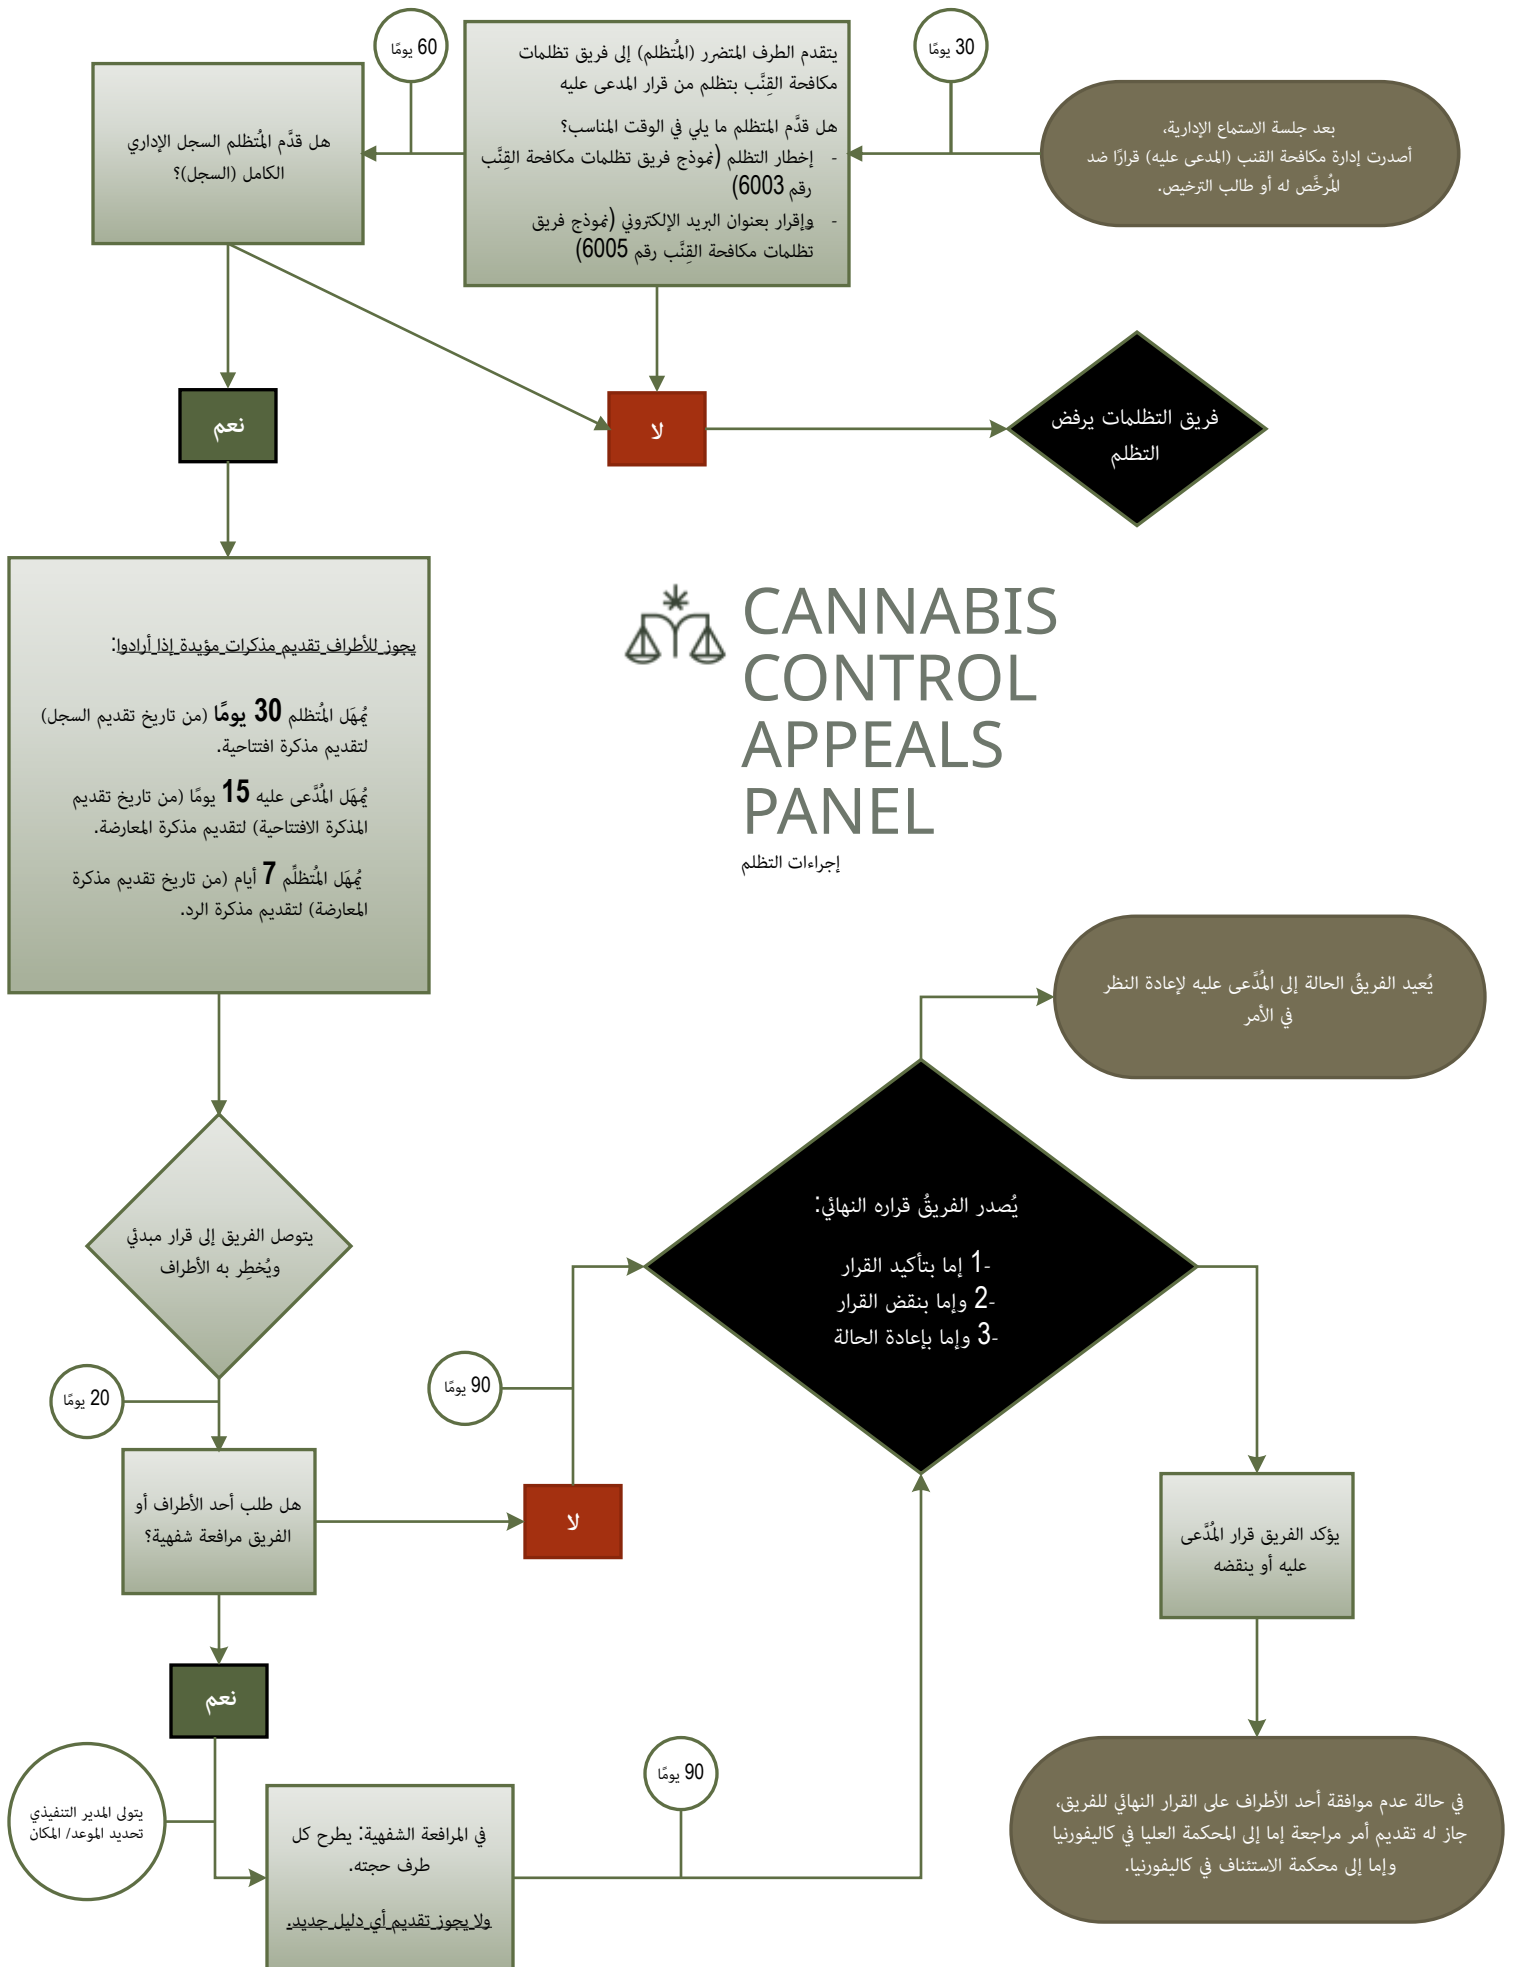 30 يومًا
بعد جلسة الاستماع الإدارية،
أصدرت إدارة مكافحة القنب (المدعى عليه) قرارًا ضد
المُرخَّص له أو طالب الترخيص.
60 يومًا
يتقدم الطرف المتضرر (المُتظلم) إلى فريق تظلمات
مكافحة القِنَّب بتظلم من قرار المدعى عليه
هل قدَّم المتظلم ما يلي في الوقت المناسب؟
- إخطار التظلم (نموذج فريق تظلمات مكافحة القِنَّب
رقم 6003)
- وإقرار بعنوان البريد الإلكتروني (نموذج فريق
تظلمات مكافحة القِنَّب رقم 6005)
هل قدَّم المُتظلم السجل الإداري
الكامل (السجل)؟
فريق التظلمات يرفض
التظلم
لا
نعم
CANNABIS
CONTROL
APPEALS
PANEL
إجراءات التظلم
يجوز للأطراف تقديم مذكرات مؤيدة إذا أرادوا:
يُمهَل المُتظلم 30 يومًا (من تاريخ تقديم السجل)
لتقديم مذكرة افتتاحية.
يُمهَل المُدَّعى عليه 15 يومًا (من تاريخ تقديم
المذكرة الافتتاحية) لتقديم مذكرة المعارضة.
يُمهَل المُتظلِّم 7 أيام (من تاريخ تقديم مذكرة
المعارضة) لتقديم مذكرة الرد.
يُعيد الفريقُ الحالة إلى المُدَّعى عليه لإعادة النظر
في الأمر
يُصدر الفريقُ قراره النهائي:
-1 إما بتأكيد القرار
-2 وإما بنقض القرار
-3 وإما بإعادة الحالة
يتوصل الفريق إلى قرار مبدئي
ويُخطِر به الأطراف
90 يومًا
20 يومًا
هل طلب أحد الأطراف أو
الفريق مرافعة شفهية؟
لا
يؤكد الفريق قرار المُدَّعى
عليه أو ينقضه
نعم
90 يومًا
يتولى المدير التنفيذي
تحديد الموعد/ المكان
في المرافعة الشفهية: يطرح كل
طرف حجته.
ولا يجوز تقديم أي دليل جديد.
في حالة عدم موافقة أحد الأطراف على القرار النهائي للفريق،
جاز له تقديم أمر مراجعة إما إلى المحكمة العليا في كاليفورنيا
وإما إلى محكمة الاستئناف في كاليفورنيا.